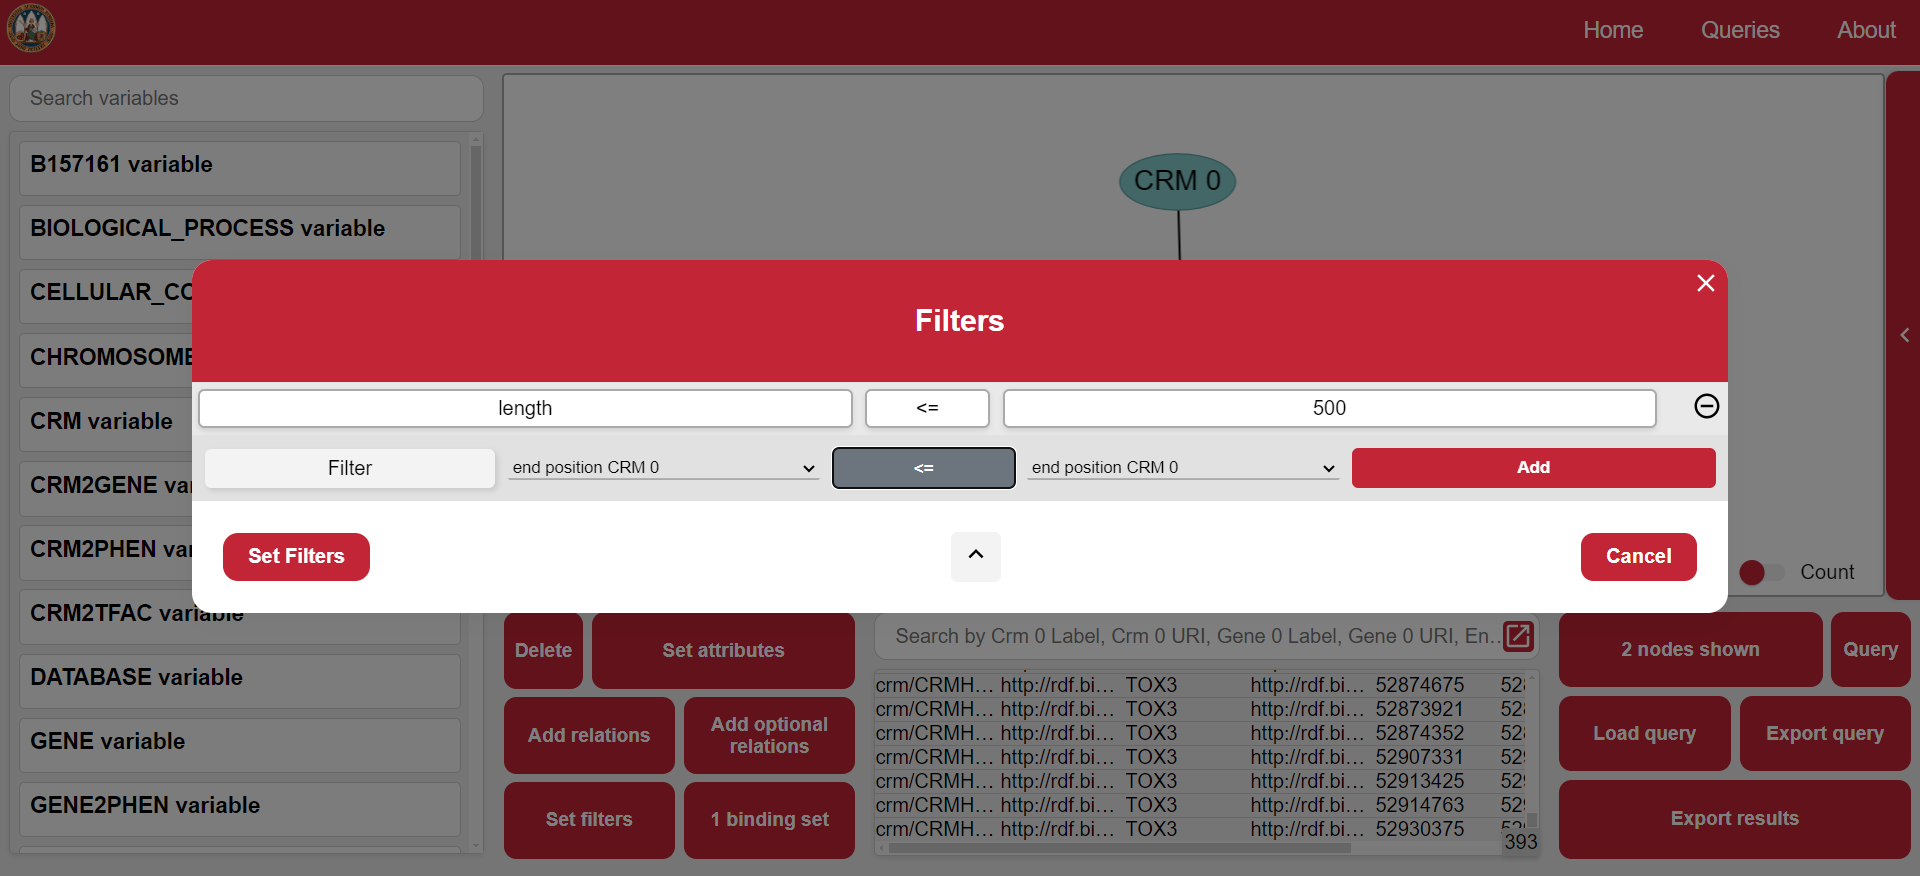 Home Queries About
Search variables
B157161 variable
BIOLOGICAL_PROCESS variable
CELLULAR_CO
CHROMOSOME
CRM variable
CRM2GENE va
CRM2PHEN va
CRM2TFAC variable
DATABASE variable
GENE variable
GENE2PHEN variable
CRM 0
Filters
length <= 500
Filter end position CRM 0 <= end position CRM 0 Add
Set Filters Cancel
Count
Delete Set attributes
Add relations Add optional relations
Set filters 1 binding set
Search by Crm 0 Label, Crm 0 URI, Gene 0 Label, Gene 0 URI, En...
crm/CRMH... http://rdf.bi... TOX3 http://rdf.bi... 52874675 52
crm/CRMH... http://rdf.bi... TOX3 http://rdf.bi... 52873921 52
crm/CRMH... http://rdf.bi... TOX3 http://rdf.bi... 52874352 52
crm/CRMH... http://rdf.bi... TOX3 http://rdf.bi... 52907331 52
crm/CRMH... http://rdf.bi... TOX3 http://rdf.bi... 52913425 52
crm/CRMH... http://rdf.bi... TOX3 http://rdf.bi... 52914763 52
crm/CRMH... http://rdf.bi... TOX3 http://rdf.bi... 52930375
393
2 nodes shown Query
Load query Export query
Export results